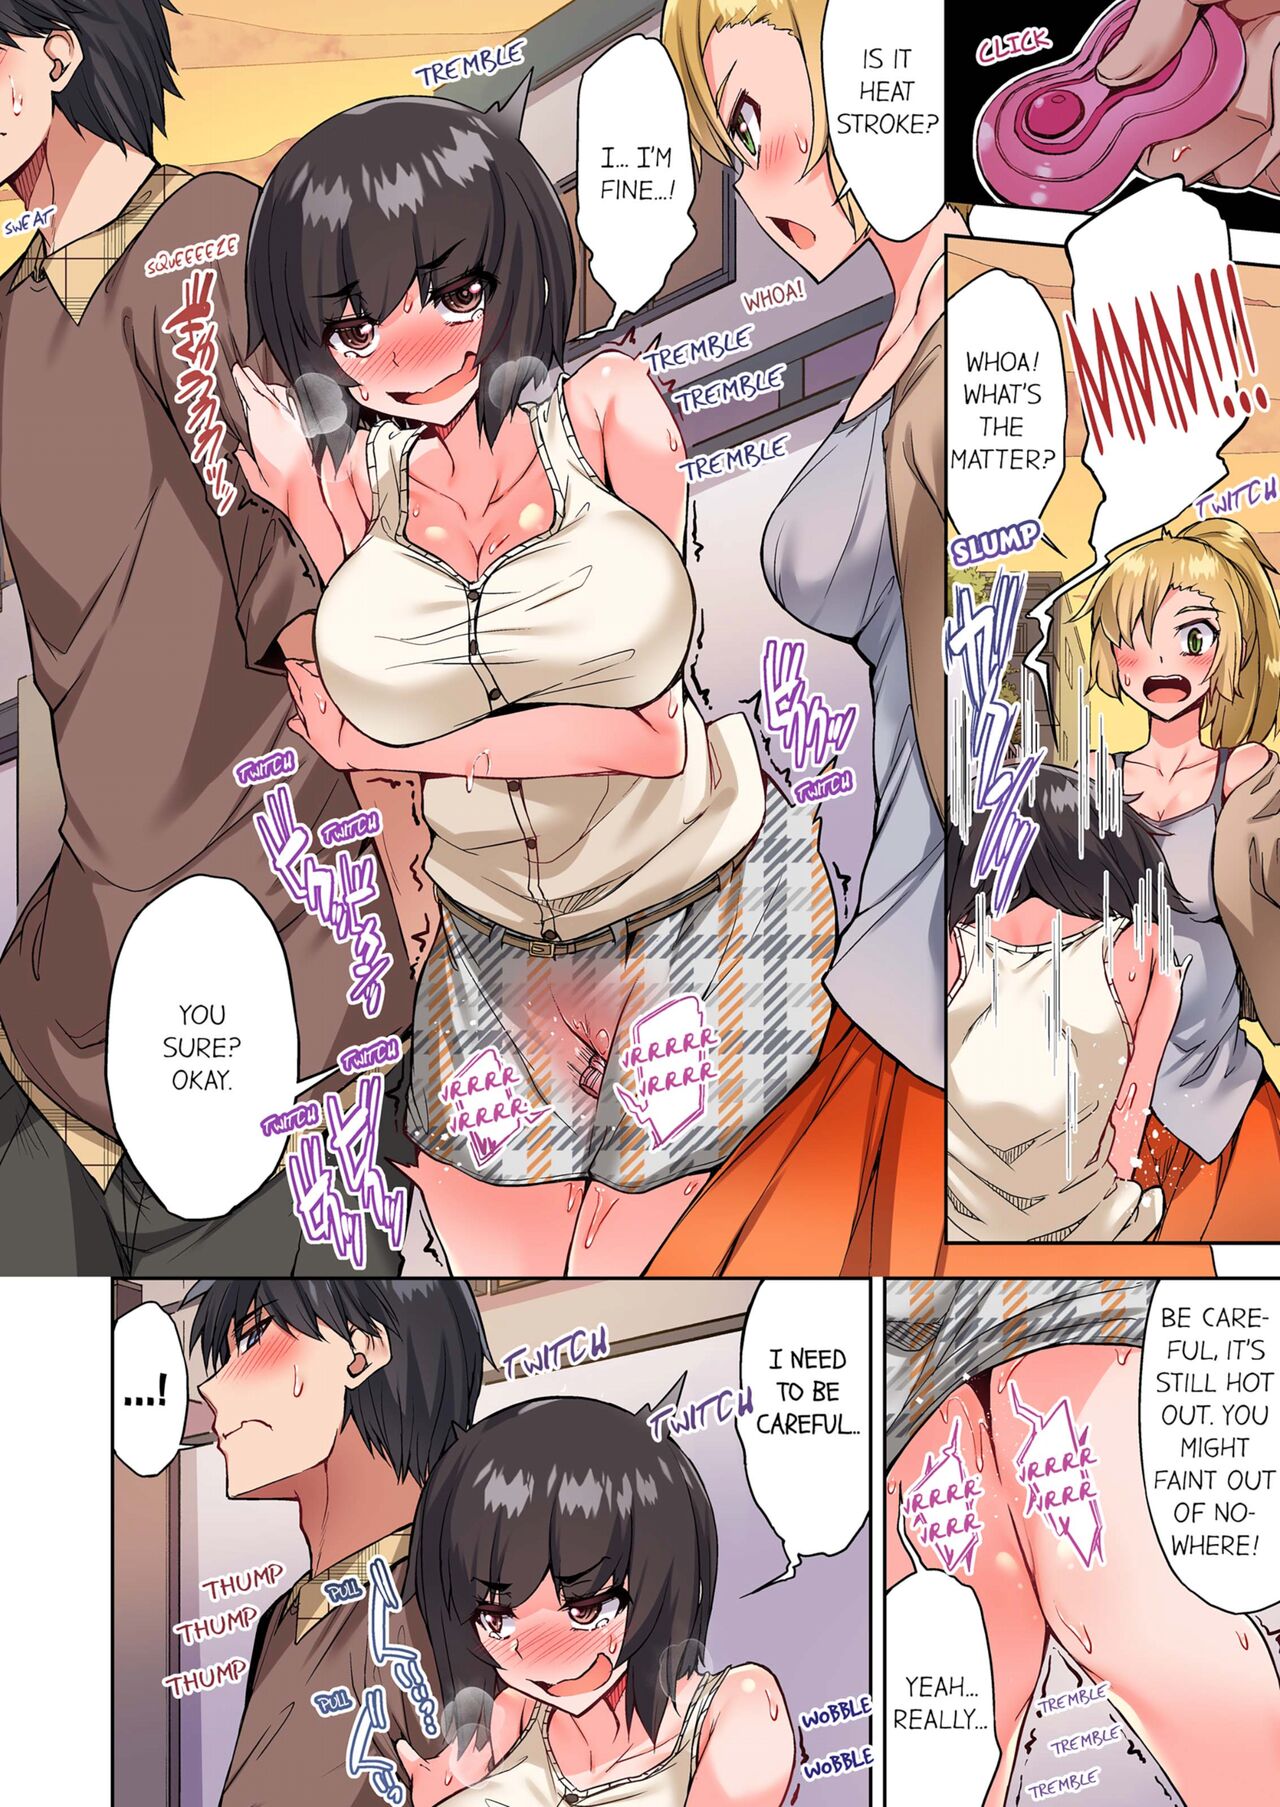 CLICK
MMM!!!...
WHOA!
WHAT'S
THE
MATTER?
TWITCH
SLUMP
IS IT
HEAT
STROKE?
I... I'M
FINE...!
TREMBLE
WHOA!
TREMBLE
TREMBLE
TREMBLE
SWEAT
SQUEEEEZE
TWITCH
TWITCH
TWITCH
TWITCH
TWITCH
VRRRR
VRRRR
VRRRRR
VRRRR
YOU
SURE?
OKAY.
BE CARE-
FUL, IT'S
STILL HOT
OUT. YOU
MIGHT
FAINT OUT
OF NO-
WHERE!
VRRRR
VRRR
VRRRR
VRRR
YEAH...
REALLY...
TREMBLE
TREMBLE
TREMBLE
I NEED
TO BE
CAREFUL..
TWITCH
TWITCH
...!
THUMP
THUMP
THUMP
PULL
PULL
WOBBLE
WOBBLE